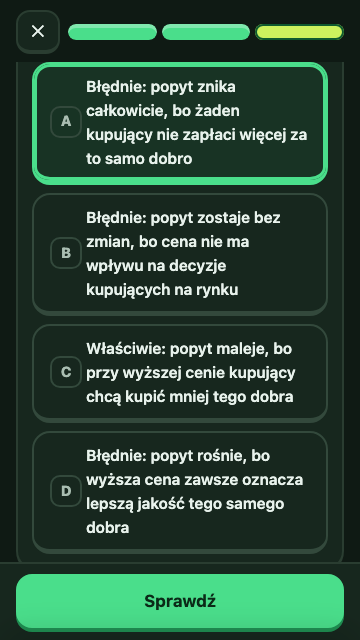 A
Błędnie: popyt znika
całkowicie, bo żaden
kupujący nie zapłaci więcej za
to samo dobro
B
Błędnie: popyt zostaje bez
zmian, bo cena nie ma
wpływu na decyzje
kupujących na rynku
C
Właściwie: popyt maleje, bo
przy wyższej cenie kupujący
chcą kupić mniej tego dobra
D
Błędnie: popyt rośnie, bo
wyższa cena zawsze oznacza
lepszą jakość tego samego
dobra
Sprawdź